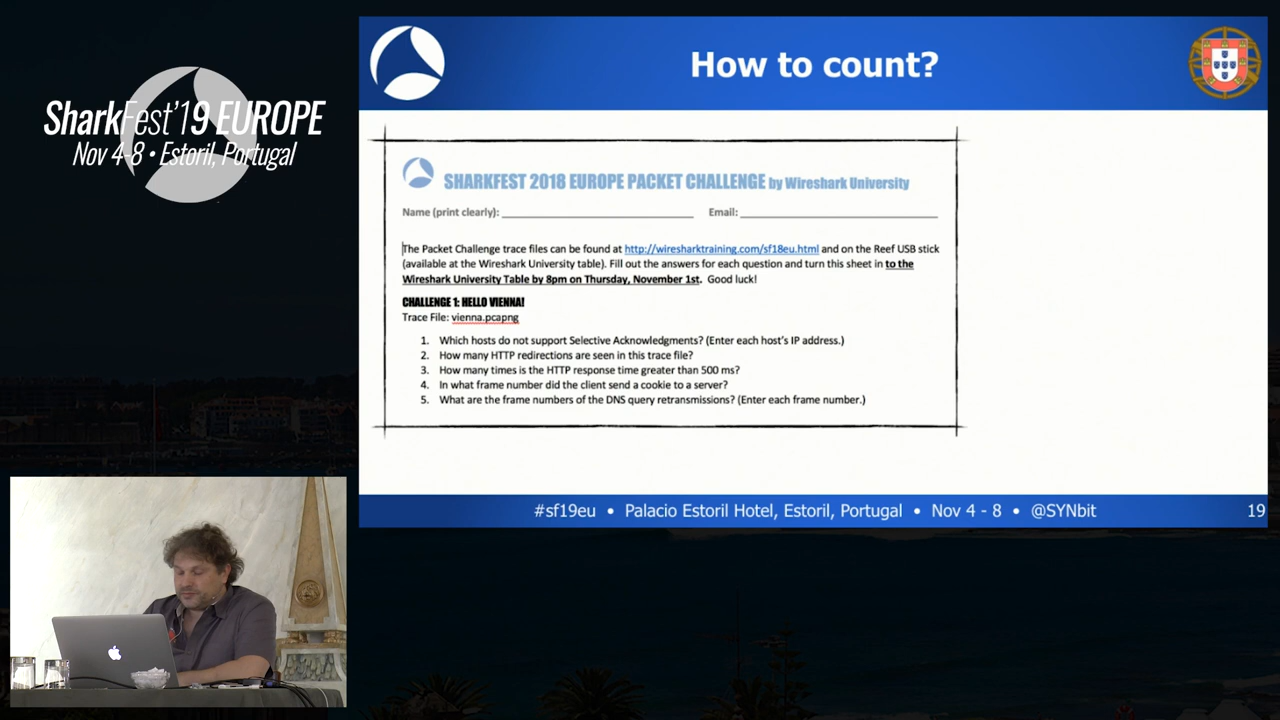 SharkFest'19 EUROPE
Nov 4-8 • Estoril, Portugal
How to count?
SHARKFEST 2018 EUROPE PACKET CHALLENGE by Wireshark University
Name (print clearly): ______________________ Email: ______________________
The Packet Challenge trace files can be found at http://wiresharktraining.com/sf18eu.html and on the Reef USB stick
(available at the Wireshark University table). Fill out the answers for each question and turn this sheet in to the
Wireshark University Table by 8pm on Thursday, November 1st. Good luck!
CHALLENGE 1: HELLO VIENNA!
Trace File: vienna.pcapng
1. Which hosts do not support Selective Acknowledgments? (Enter each host's IP address.)
2. How many HTTP redirections are seen in this trace file?
3. How many times is the HTTP response time greater than 500 ms?
4. In what frame number did the client send a cookie to a server?
5. What are the frame numbers of the DNS query retransmissions? (Enter each frame number.)
#sf19eu • Palacio Estoril Hotel, Estoril, Portugal • Nov 4 - 8 • @SYNbit 19